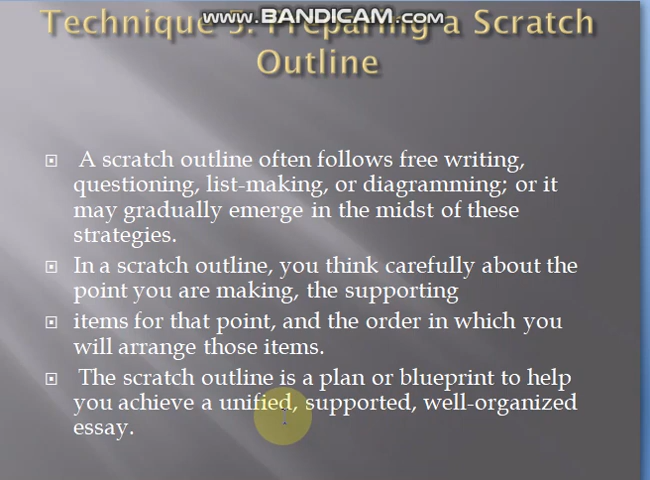 www.BANDICAM.com
Technique 5: Preparing a Scratch
Outline
A scratch outline often follows free writing,
questioning, list-making, or diagramming; or it
may gradually emerge in the midst of these
strategies.
In a scratch outline, you think carefully about the
point you are making, the supporting
items for that point, and the order in which you
will arrange those items.
The scratch outline is a plan or blueprint to help
you achieve a unified, supported, well-organized
essay.